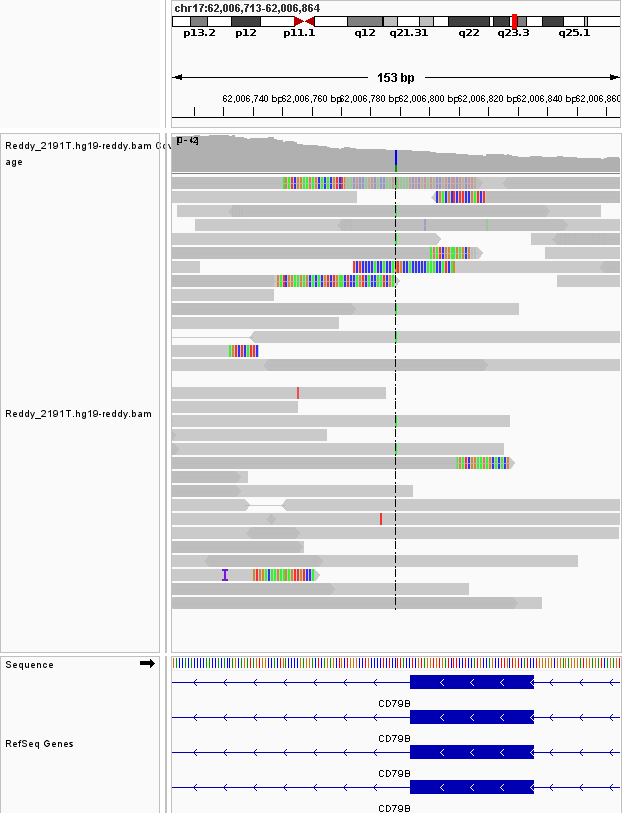 chr17:62,006,713-62,006,864
p13.2 p12 p11.1 q12 q21.31 q22 q23.3 q25.1
153 bp
62,006,740 bp 62,006,760 bp 62,006,780 bp 62,006,800 bp 62,006,820 bp 62,006,840 bp 62,006,860
Reddy_2191T.hg19-reddy.bam Cov
age
[0 - 42]
Reddy_2191T.hg19-reddy.bam
Sequence
CD79B
CD79B
RefSeq Genes
CD79B
CD79B